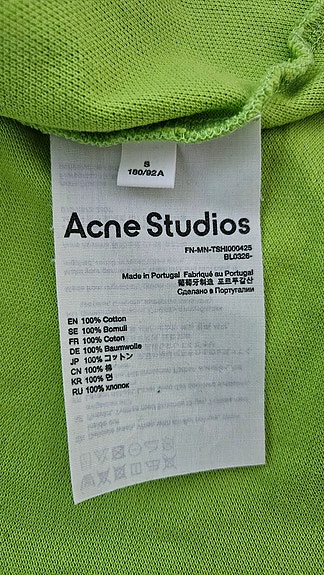 S
180/92A
Acne Studios
FN-MN-TSHI000425
BL0326-
Made in Portugal Fabriqué au Portugal
葡萄牙制造 포르투갈산
Сделано в Португалии
EN 100% Cotton
SE 100% Bomull
FR 100% Coton
DE 100% Baumwolle
JP 100% コットン
CN 100% 棉
KR 100% 면
RU 100% хлопок